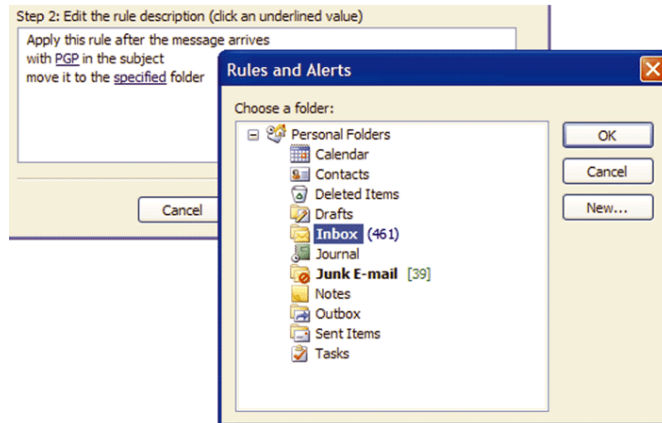 Step 2: Edit the rule description (click an underlined value)
Apply this rule after the message arrives
with PGP in the subject
move it to the specified folder
Cancel
Rules and Alerts
Choose a folder:
Personal Folders
Calendar
Contacts
Deleted Items
Drafts
Inbox (461)
Journal
Junk E-mail [39]
Notes
Outbox
Sent Items
Tasks
OK
Cancel
New...